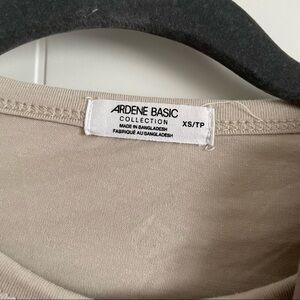 ARDENE BASIC
COLLECTION
XS/TP
MADE IN BANGLADESH
FABRIQUÉ AU BANGLADESH